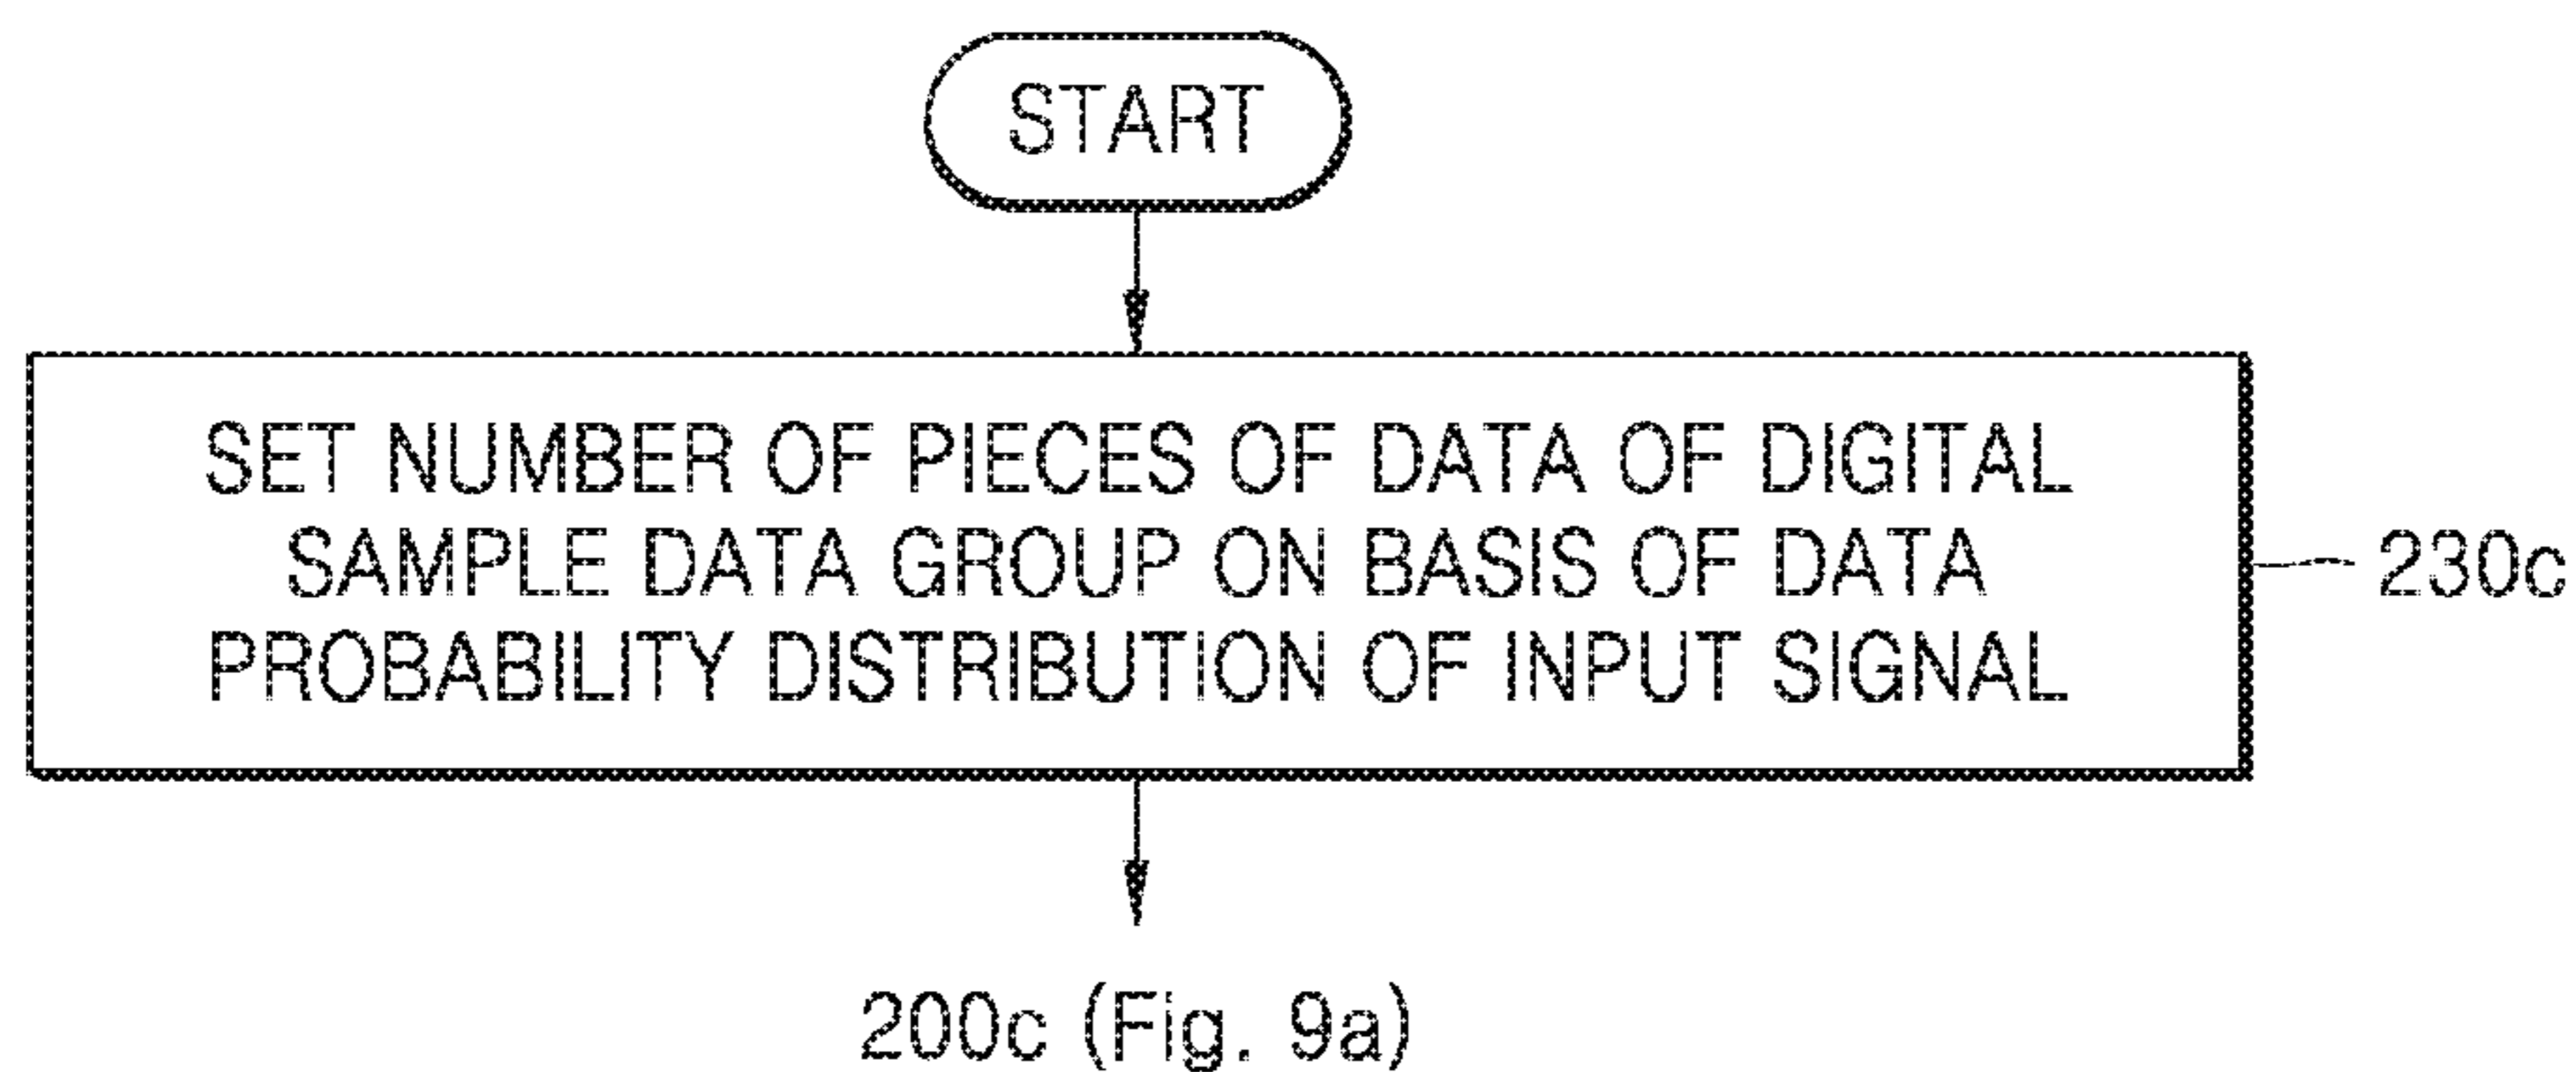 START
SET NUMBER OF PIECES OF DATA OF DIGITAL
SAMPLE DATA GROUP ON BASIS OF DATA
PROBABILITY DISTRIBUTION OF INPUT SIGNAL
230c
200c (Fig. 9a)